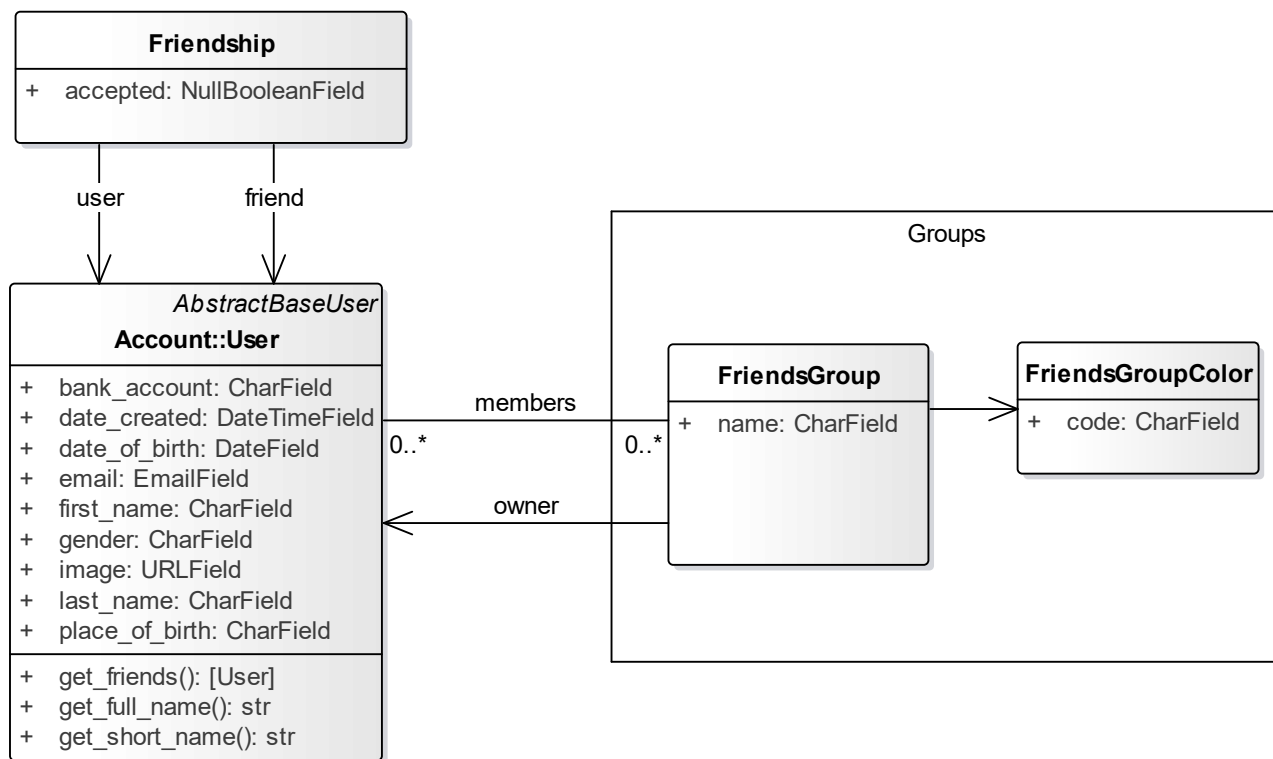 Friendship
+ accepted: NullBooleanField
user
friend
AbstractBaseUser
Account::User
+ bank_account: CharField
+ date_created: DateTimeField
+ date_of_birth: DateField
+ email: EmailField
+ first_name: CharField
+ gender: CharField
+ image: URLField
+ last_name: CharField
+ place_of_birth: CharField
+ get_friends(): [User]
+ get_full_name(): str
+ get_short_name(): str
members
0..*
0..*
owner
Groups
FriendsGroup
+ name: CharField
FriendsGroupColor
+ code: CharField